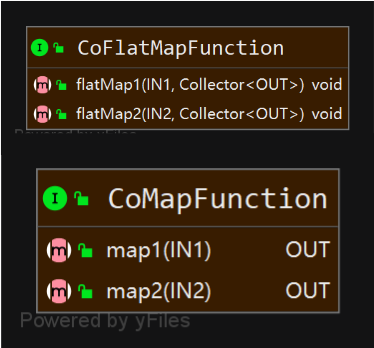 I CoFlatMapFunction
m flatMap1(IN1, Collector<OUT>) void
m flatMap2(IN2, Collector<OUT>) void
Powered by yFiles
I CoMapFunction
m map1(IN1) OUT
m map2(IN2) OUT
Powered by yFiles